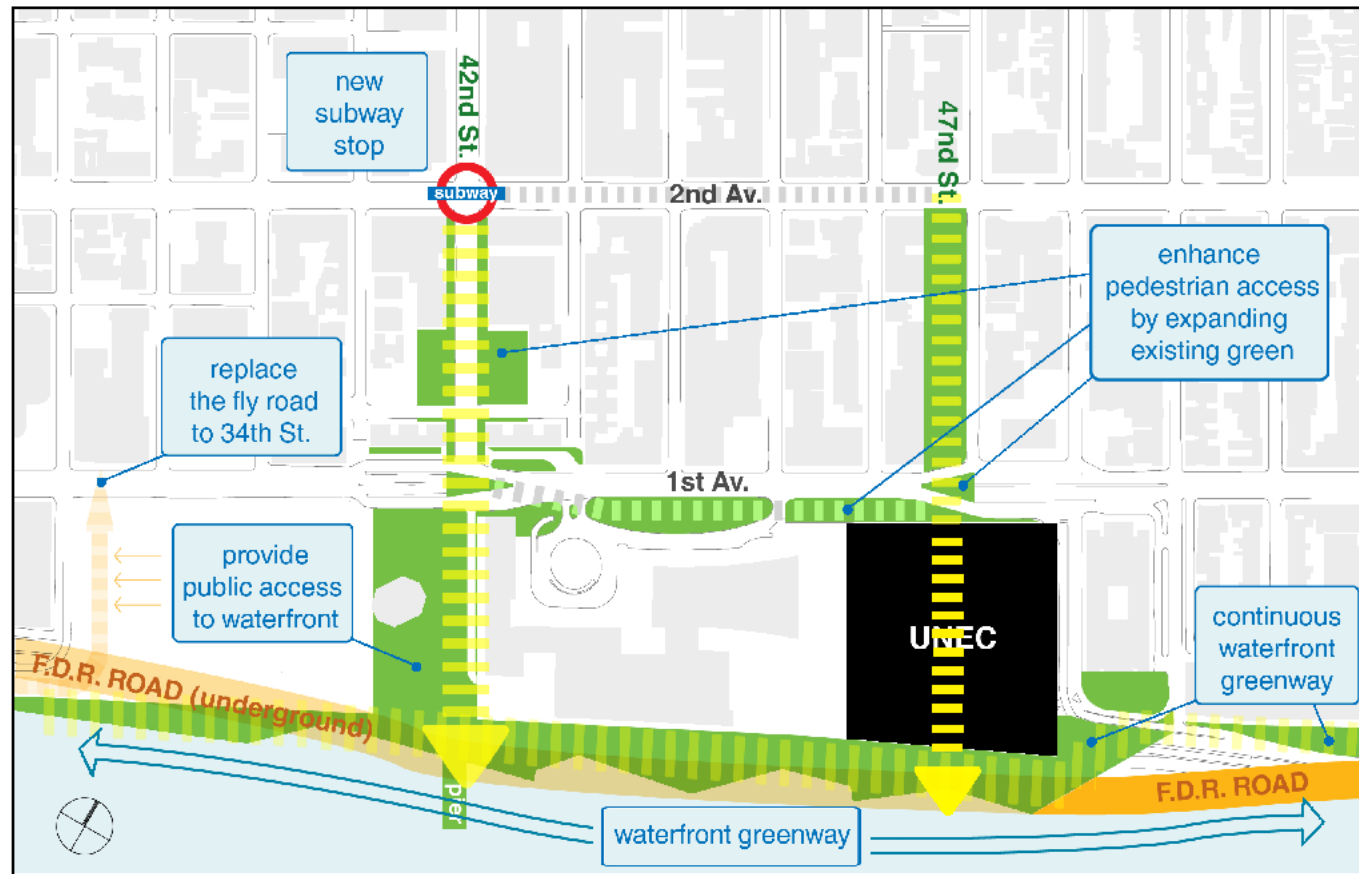 new
subway
stop
42nd St.
47nd St.
subway
2nd Av.
enhance
pedestrian access
by expanding
existing green
replace
the fly road
to 34th St.
1st Av.
provide
public access
to waterfront
UNEC
continuous
waterfront
greenway
F.D.R. ROAD (underground)
F.D.R. ROAD
pier
waterfront greenway